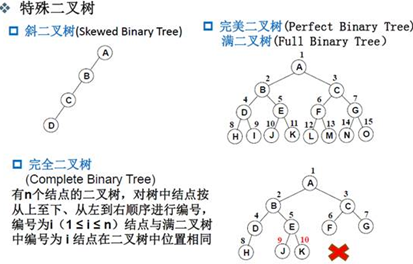 ❖ 特殊二叉树
斜二叉树(Skewed Binary Tree)
A
B
C
D
完美二叉树(Perfect Binary Tree)
满二叉树(Full Binary Tree)
1
A
2 3
B C
4 5 6 7
D E F G
8 9 10 11 12 13 14 15
H I J K L M N O
完全二叉树
(Complete Binary Tree)
有n个结点的二叉树，对树中结点按
从上至下、从左到右顺序进行编号，
编号为i（1 ≤ i ≤ n）结点与满二叉树
中编号为 i 结点在二叉树中位置相同
1
A
2 3
B C
4 5 6 7
D E F G
8 9 10
H J K